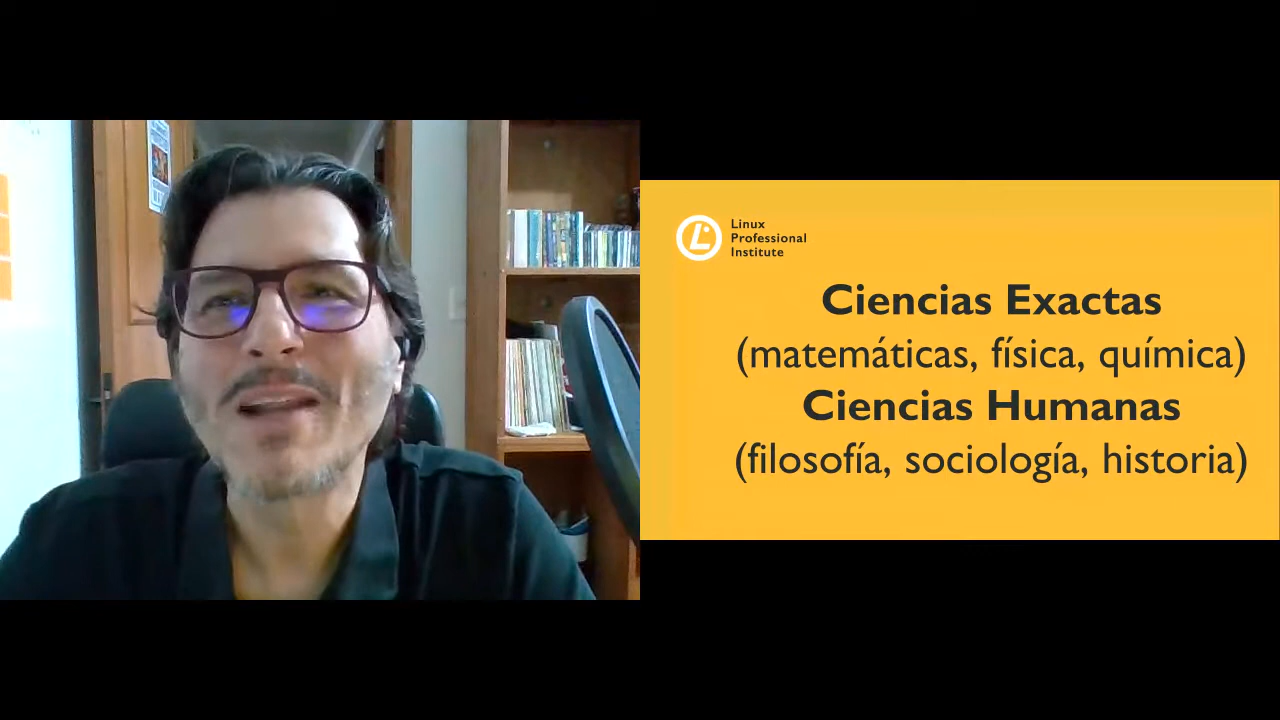 Linux
Professional
Institute
Ciencias Exactas
(matemáticas, física, química)
Ciencias Humanas
(filosofía, sociología, historia)